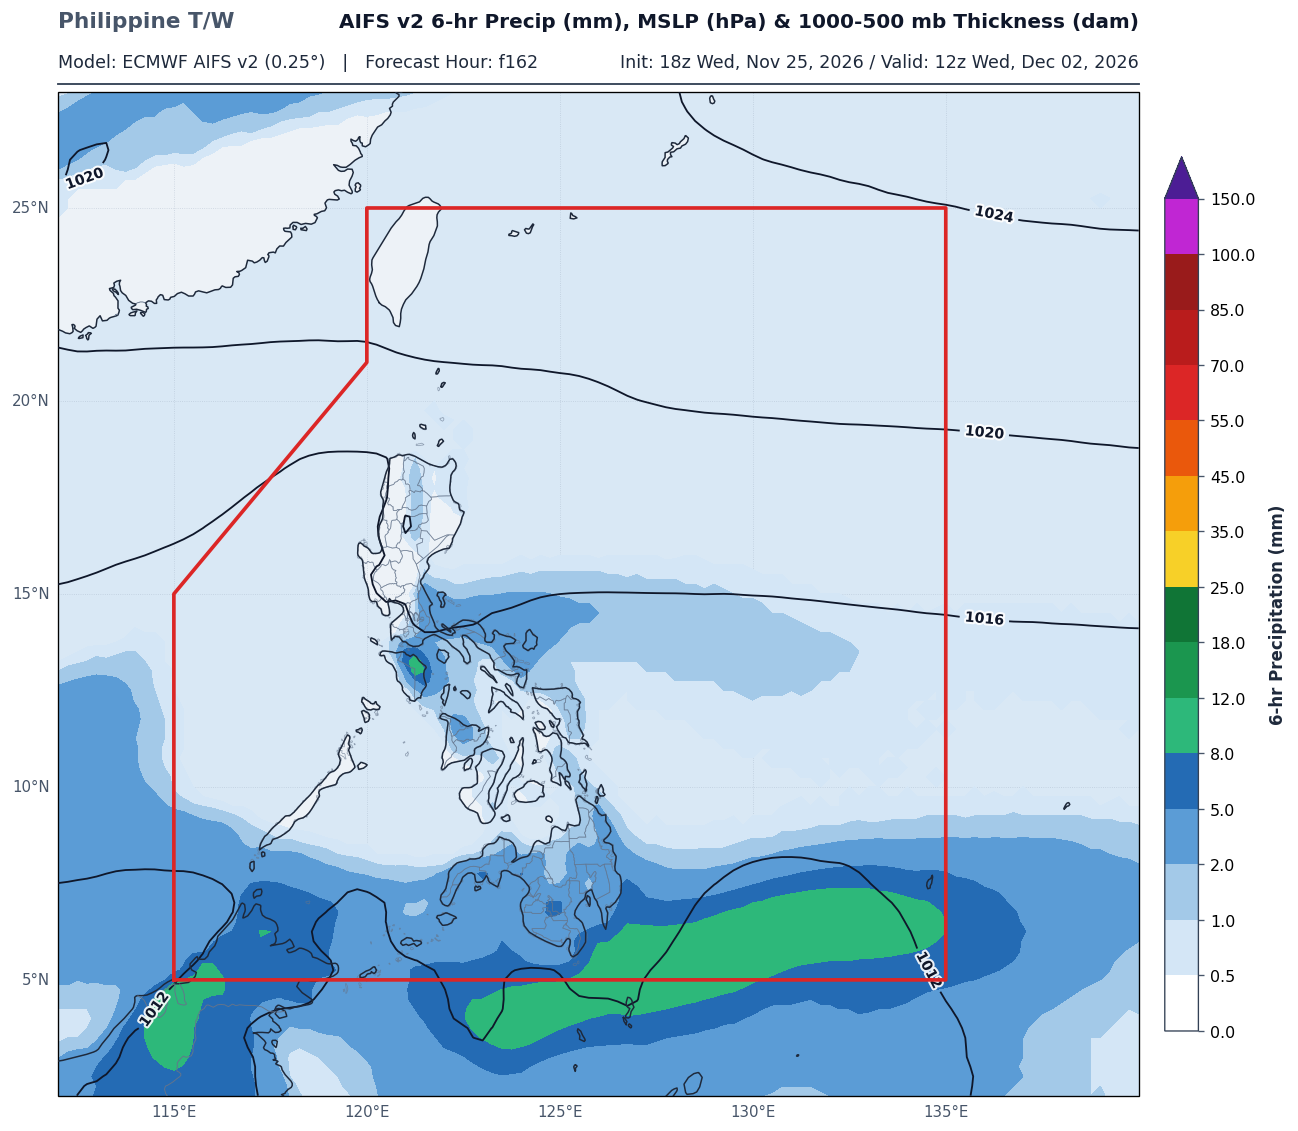 Philippine T/W
AIFS v2 6-hr Precip (mm), MSLP (hPa) & 1000-500 mb Thickness (dam)
Model: ECMWF AIFS v2 (0.25°) | Forecast Hour: f162
Init: 18z Wed, Nov 25, 2026 / Valid: 12z Wed, Dec 02, 2026
1020
1024
1020
1016
1012
1012
25°N
20°N
15°N
10°N
5°N
115°E
120°E
125°E
130°E
135°E
150.0
100.0
85.0
70.0
55.0
45.0
35.0
25.0
18.0
12.0
8.0
5.0
2.0
1.0
0.5
0.0
6-hr Precipitation (mm)